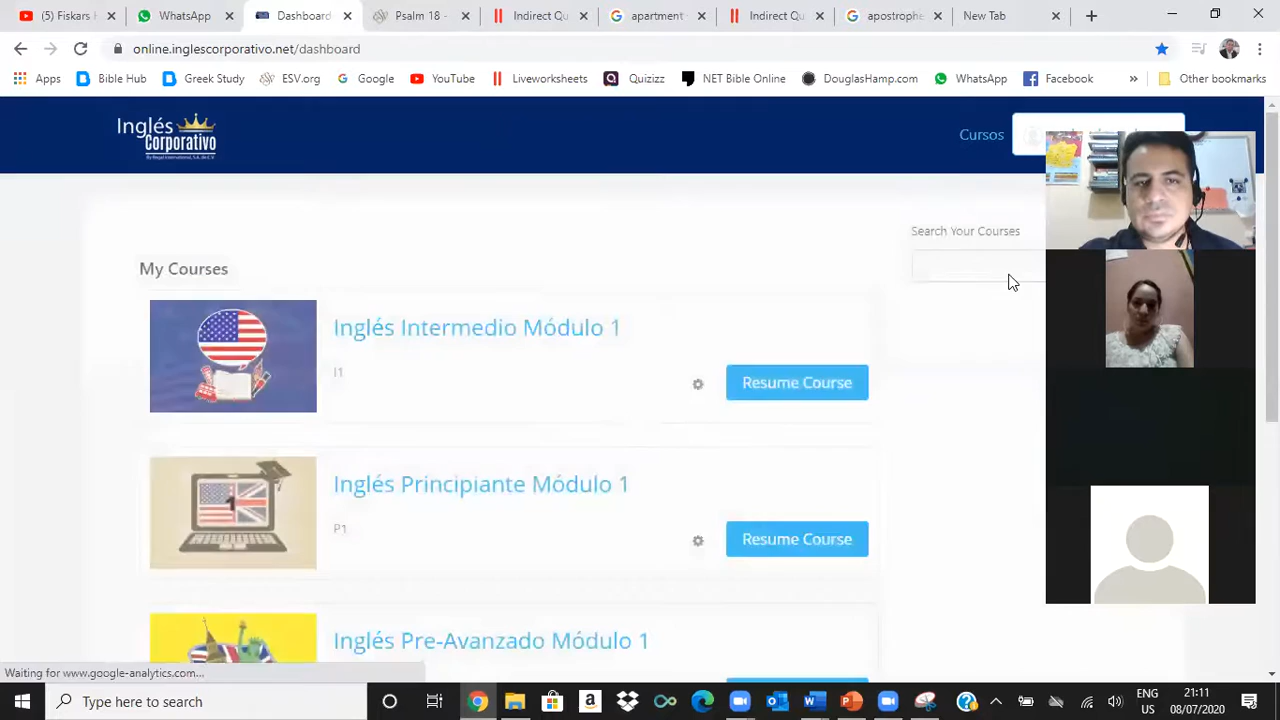 (5) Fiskars WhatsApp Dashboard Psalm 18 - Indirect Qu apartment Indirect Qu apostrophe New Tab
online.inglescorporativo.net/dashboard
Apps Bible Hub Greek Study ESV.org Google YouTube Liveworksheets Quizizz NET Bible Online DouglasHamp.com WhatsApp Facebook » Other bookmarks
Inglés
Corporativo
By Regal International, S.A. de C.V.
Cursos
Search Your Courses
My Courses
Inglés Intermedio Módulo 1
I1
Resume Course
Inglés Principiante Módulo 1
P1
Resume Course
Inglés Pre-Avanzado Módulo 1
Waiting for www.google-analytics.com...
Type here to search
ENG
US
21:11
08/07/2020